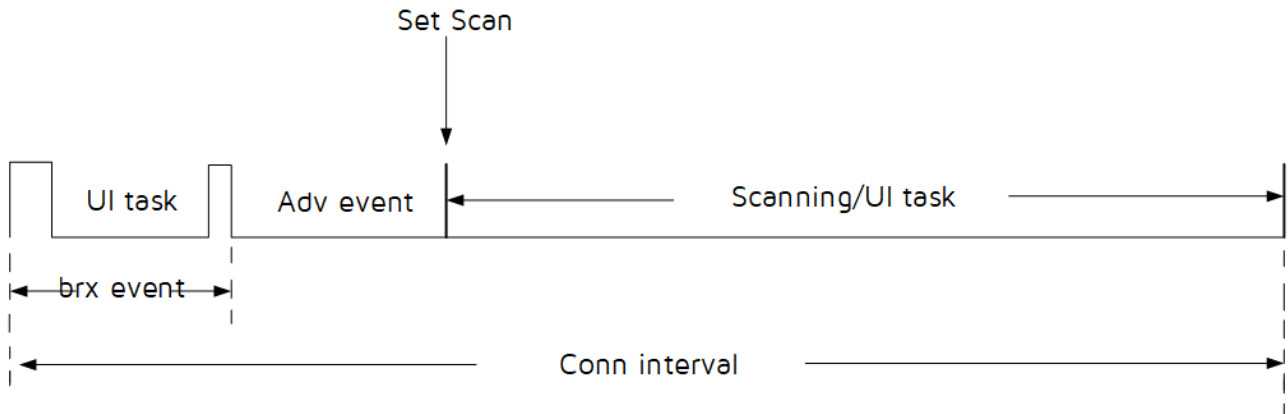 Set Scan
UI task
Adv event
Scanning/UI task
brx event
Conn interval